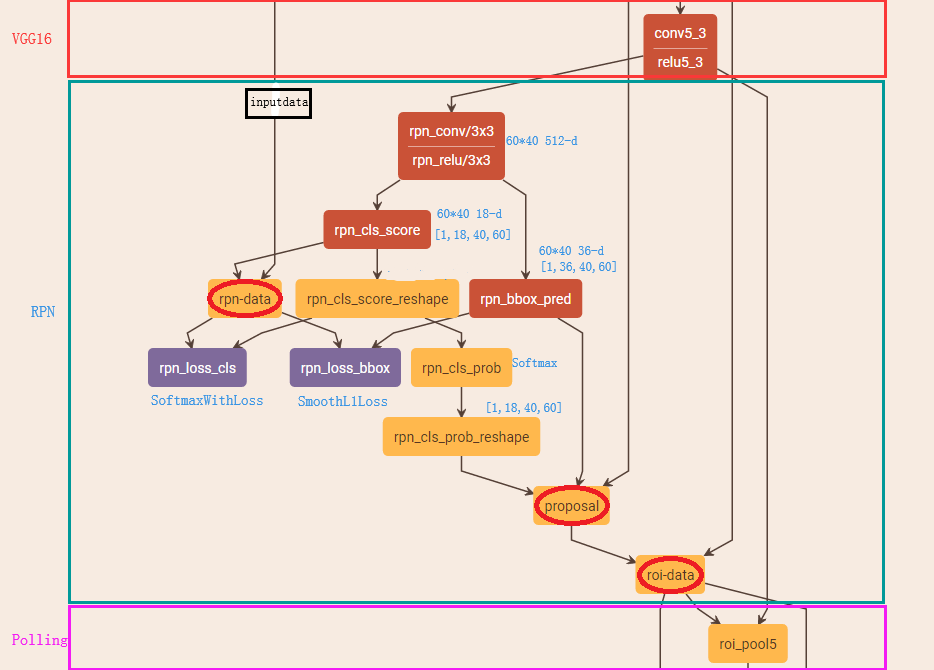 VGG16
conv5_3
relu5_3
inputdata
rpn_conv/3x3
rpn_relu/3x3
60*40 512-d
rpn_cls_score
60*40 18-d
[1,18,40,60]
60*40 36-d
[1,36,40,60]
rpn-data
rpn_cls_score_reshape
rpn_bbox_pred
RPN
rpn_loss_cls
rpn_loss_bbox
rpn_cls_prob
Softmax
SoftmaxWithLoss
SmoothL1Loss
[1,18,40,60]
rpn_cls_prob_reshape
proposal
roi-data
Polling
roi_pool5